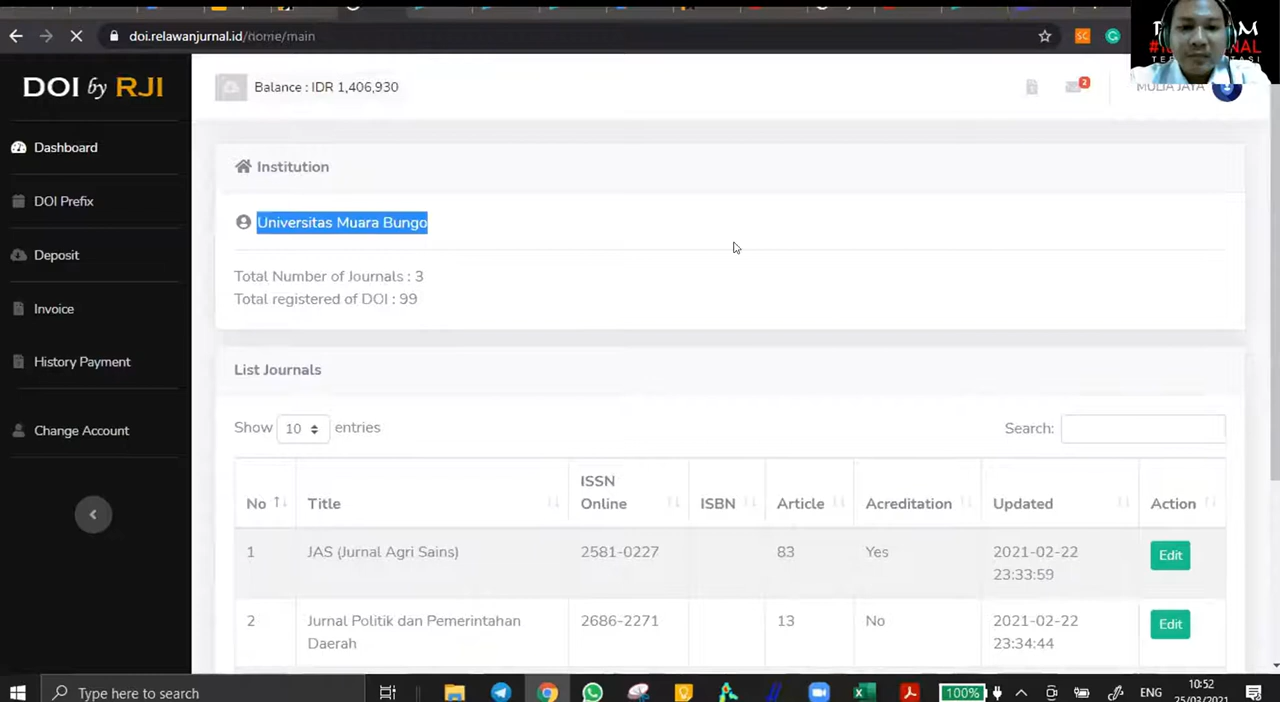 doi.relawanjurnal.id/home/main
DOI by RJI
Balance : IDR 1,406,930
2
MULIA JAYA
Dashboard
DOI Prefix
Deposit
Invoice
History Payment
Change Account
Institution
Universitas Muara Bungo
Total Number of Journals : 3
Total registered of DOI : 99
List Journals
Show 10 entries
Search:
No Title ISSN Online ISBN Article Acreditation Updated Action
1 JAS (Jurnal Agri Sains) 2581-0227 83 Yes 2021-02-22 23:33:59 Edit
2 Jurnal Politik dan Pemerintahan Daerah 2686-2271 13 No 2021-02-22 23:34:44 Edit
Type here to search
100%
ENG
10:52
25/03/2021